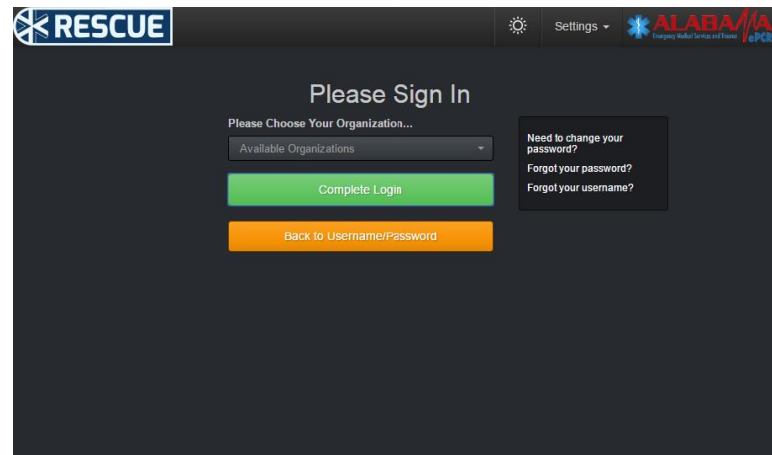 RESCUE
Settings
ALABAMA
Emergency Medical Services and Trauma
ePCR
Please Sign In
Please Choose Your Organization...
Available Organizations
Complete Login
Back to Username/Password
Need to change your
password?
Forgot your password?
Forgot your username?